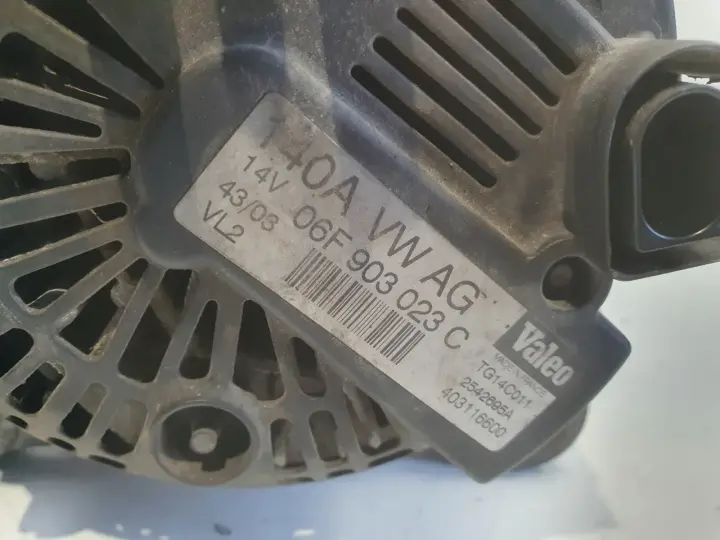 140A VW AG
14V 06F 903 023 C
43/03
VL2
Valeo
MADE IN FRANCE
TG14C011
2542695A
403116600